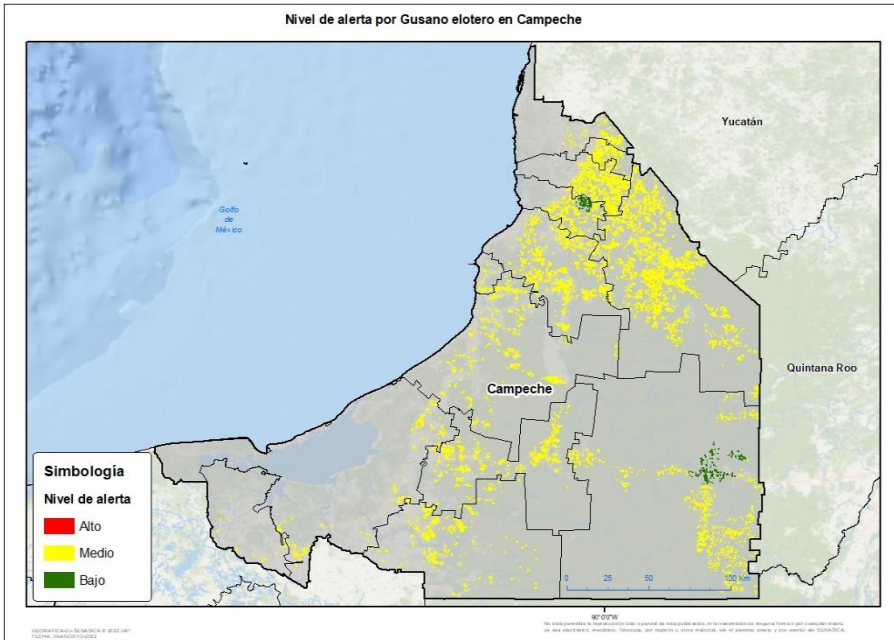 Nivel de alerta por Gusano elotero en Campeche
Yucatán
Golfo
de
México
Quintana Roo
Campeche
Simbología
Nivel de alerta
Alto
Medio
Bajo
0 25 50 100 Km
90°0'0"W